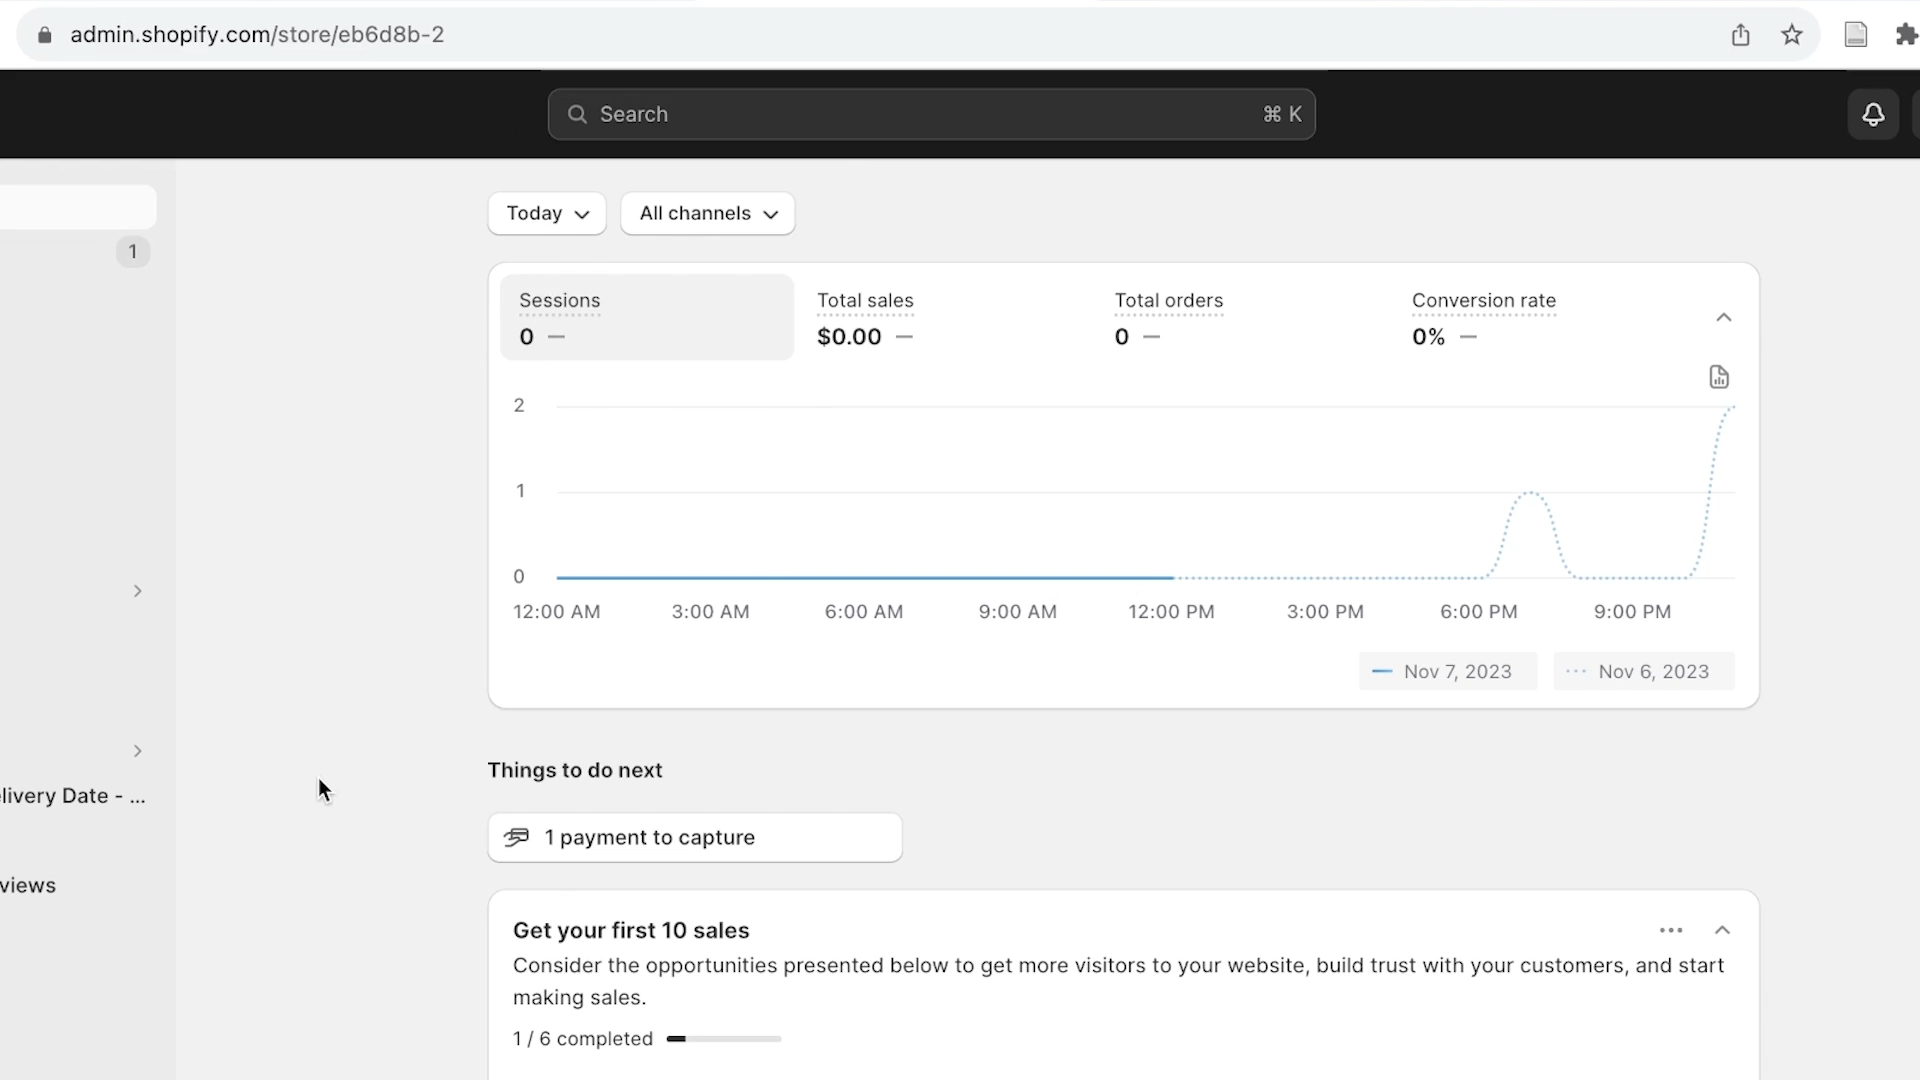 admin.shopify.com/store/eb6d8b-2
Search
⌘ K
1
livery Date - ...
views
Today
All channels
Sessions
0 —
Total sales
$0.00 —
Total orders
0 —
Conversion rate
0% —
2
1
0
12:00 AM 3:00 AM 6:00 AM 9:00 AM 12:00 PM 3:00 PM 6:00 PM 9:00 PM
Nov 7, 2023
Nov 6, 2023
Things to do next
1 payment to capture
Get your first 10 sales
Consider the opportunities presented below to get more visitors to your website, build trust with your customers, and start
making sales.
1 / 6 completed